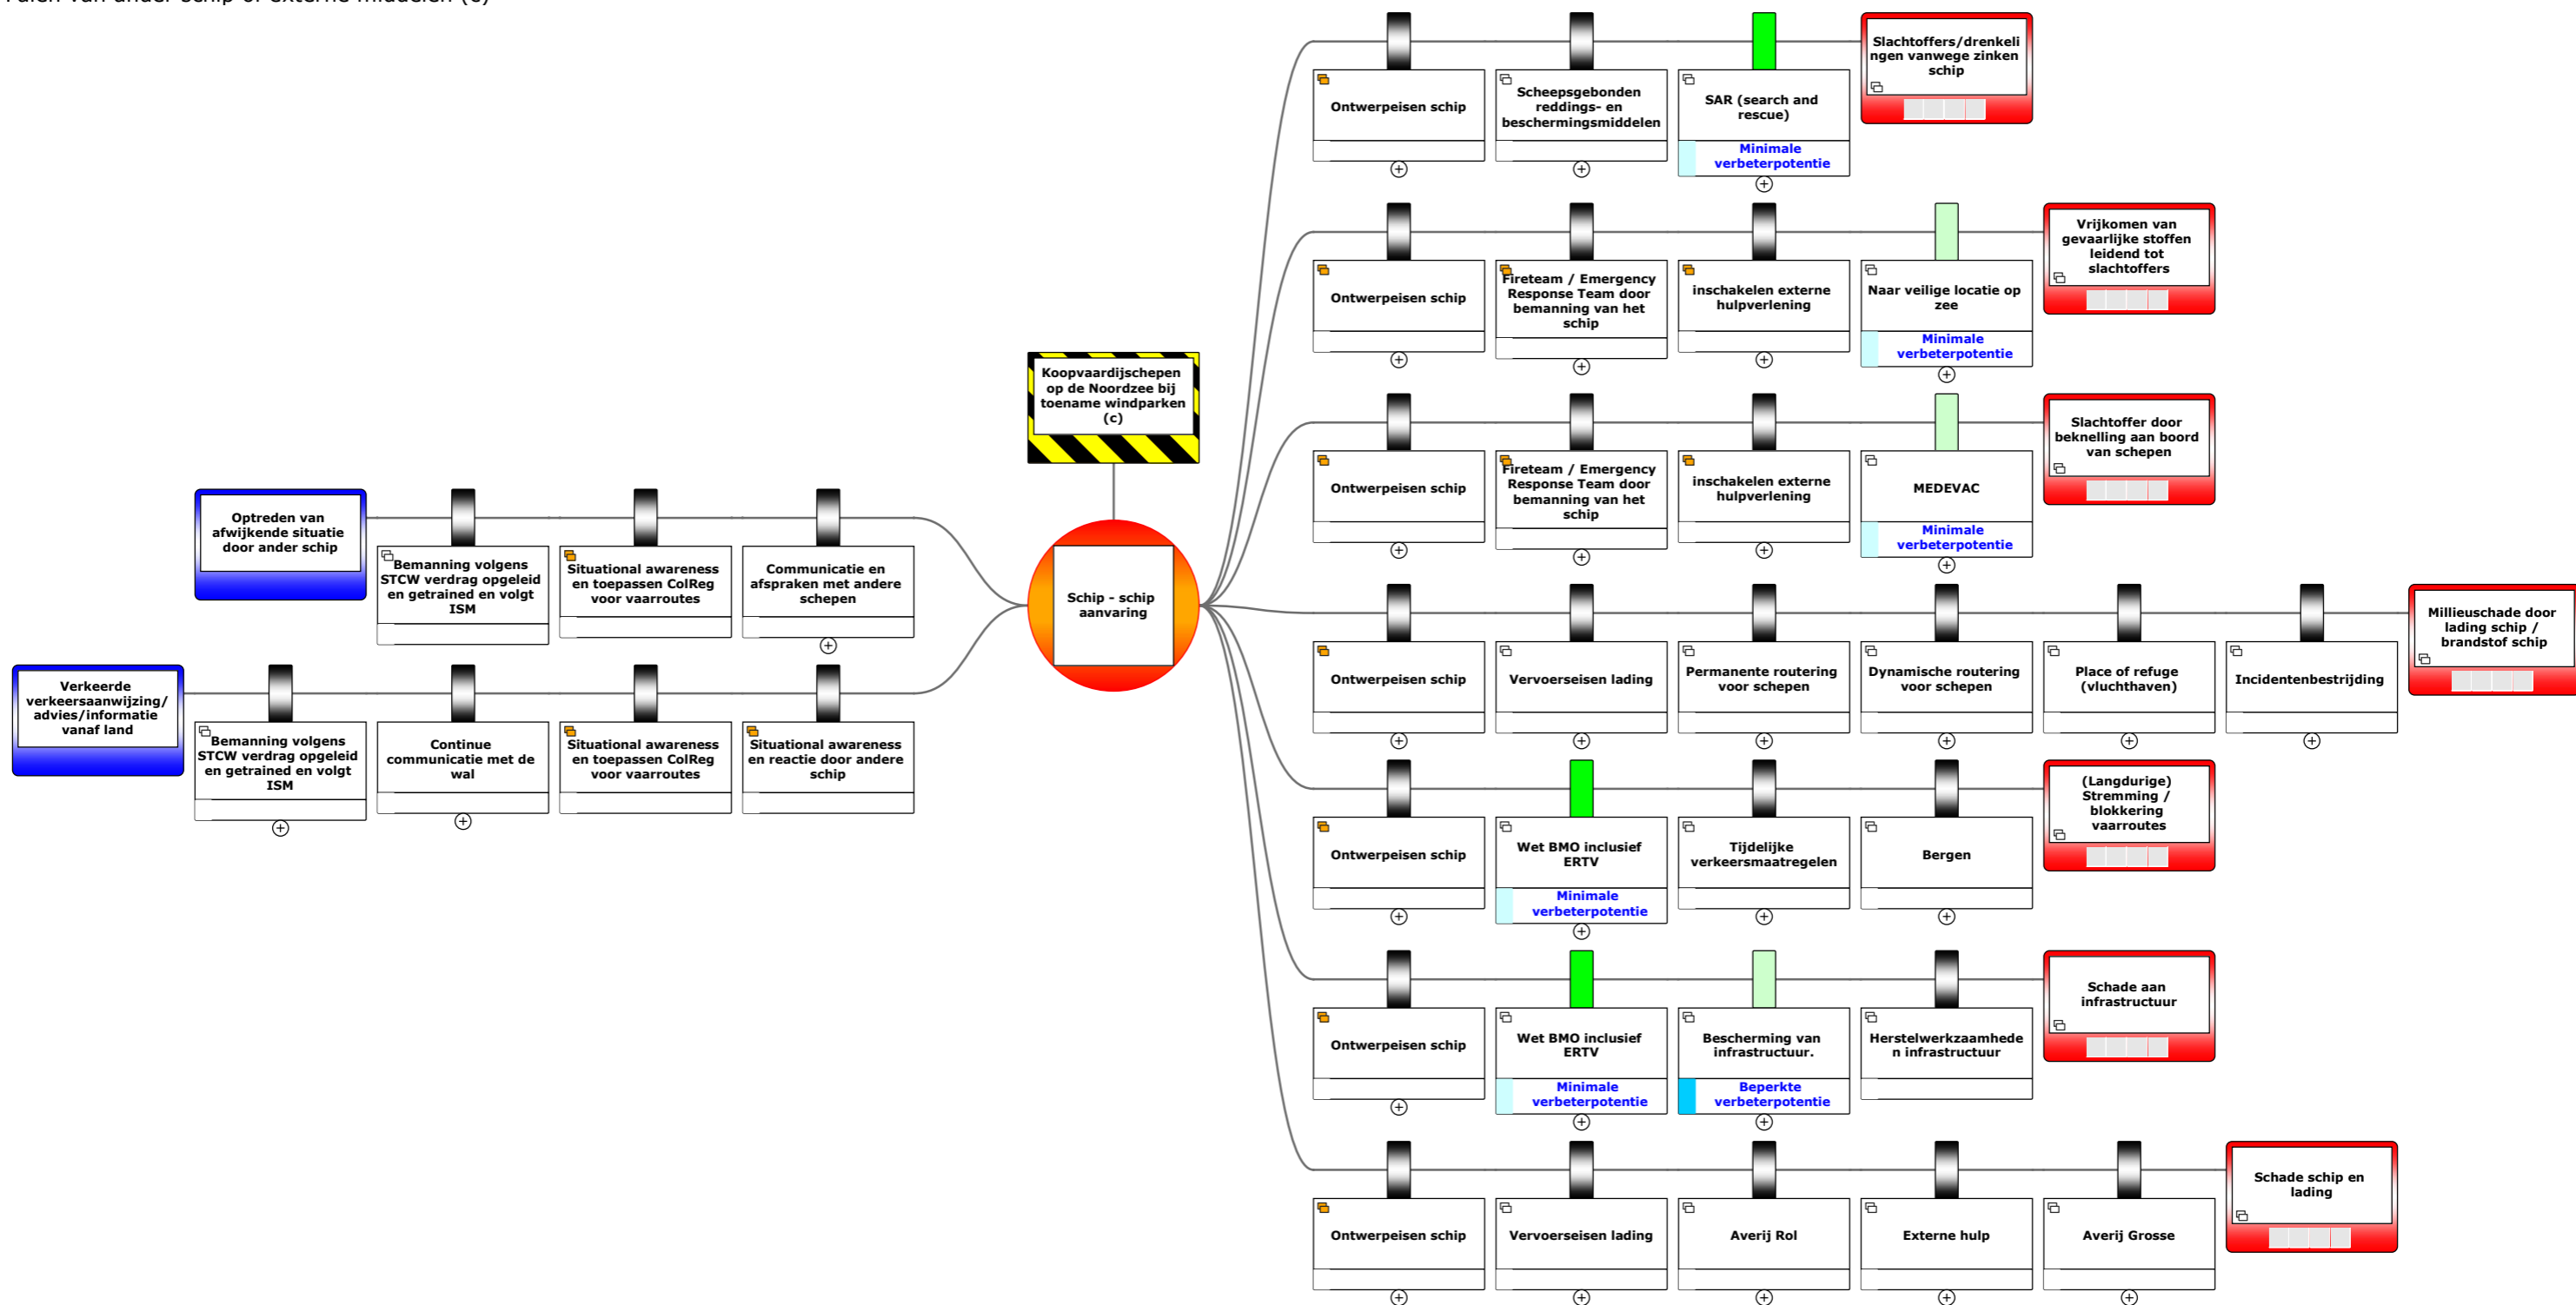 Falen van ander schip of externe middelen (c)
Slachtoffers/drenkeli
ngen vanwege zinken
schip
Ontwerpeisen schip
Scheepsgebonden
reddings- en
beschermingsmiddelen
SAR (search and
rescue)
Minimale
verbeterpotentie
Vrijkomen van
gevaarlijke stoffen
leidend tot
slachtoffers
Ontwerpeisen schip
Fireteam / Emergency
Response Team door
bemanning van het
schip
inschakelen externe
hulpverlening
Naar veilige locatie op
zee
Minimale
verbeterpotentie
Koopvaardijschepen
op de Noordzee bij
toename windparken
(c)
Slachtoffer door
beknelling aan boord
van schepen
Ontwerpeisen schip
Fireteam / Emergency
Response Team door
bemanning van het
schip
inschakelen externe
hulpverlening
MEDEVAC
Minimale
verbeterpotentie
Optreden van
afwijkende situatie
door ander schip
Bemanning volgens
STCW verdrag opgeleid
en getrained en volgt
ISM
Situational awareness
en toepassen ColReg
voor vaarroutes
Communicatie en
afspraken met andere
schepen
Schip - schip
aanvaring
Millieuschade door
lading schip /
brandstof schip
Ontwerpeisen schip
Vervoerseisen lading
Permanente routering
voor schepen
Dynamische routering
voor schepen
Place of refuge
(vluchthaven)
Incidentenbestrijding
Verkeerde
verkeersaanwijzing/
advies/informatie
vanaf land
Bemanning volgens
STCW verdrag opgeleid
en getrained en volgt
ISM
Continue
communicatie met de
wal
Situational awareness
en toepassen ColReg
voor vaarroutes
Situational awareness
en reactie door andere
schip
(Langdurige)
Stremming /
blokkering
vaarroutes
Ontwerpeisen schip
Wet BMO inclusief
ERTV
Minimale
verbeterpotentie
Tijdelijke
verkeersmaatregelen
Bergen
Schade aan
infrastructuur
Ontwerpeisen schip
Wet BMO inclusief
ERTV
Minimale
verbeterpotentie
Bescherming van
infrastructuur.
Beperkte
verbeterpotentie
Herstelwerkzaamhede
n infrastructuur
Schade schip en
lading
Ontwerpeisen schip
Vervoerseisen lading
Averij Rol
Externe hulp
Averij Grosse